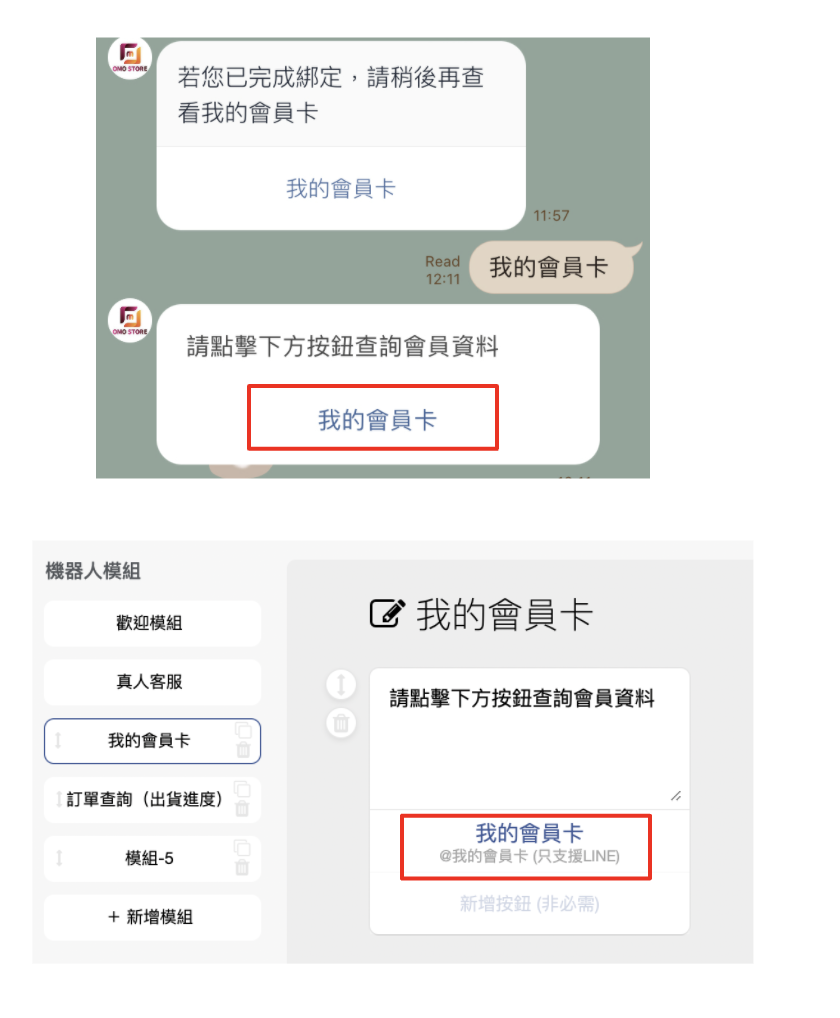 OMO STORE
若您已完成綁定，請稍後再查
看我的會員卡
我的會員卡
11:57
Read
12:11
我的會員卡
OMO STORE
請點擊下方按鈕查詢會員資料
我的會員卡
機器人模組
歡迎模組
真人客服
我的會員卡
訂單查詢（出貨進度）
模組-5
+ 新增模組
我的會員卡
請點擊下方按鈕查詢會員資料
我的會員卡
@我的會員卡 (只支援LINE)
新增按鈕 (非必需)